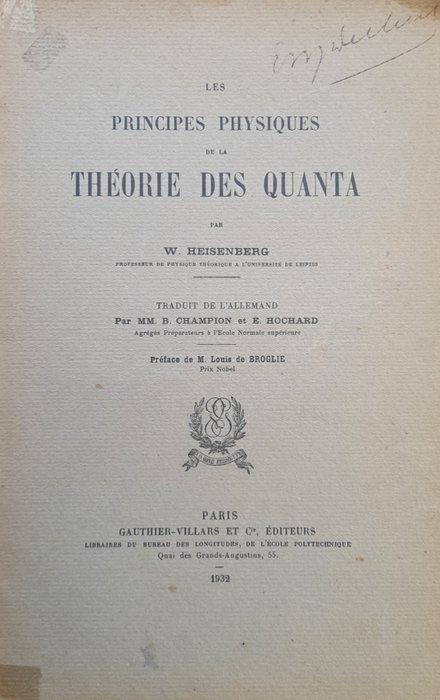 LES
PRINCIPES PHYSIQUES
DE LA
THÉORIE DES QUANTA
PAR
W. HEISENBERG
PROFESSEUR DE PHYSIQUE THÉORIQUE A L'UNIVERSITÉ DE LEIPZIG
TRADUIT DE L'ALLEMAND
Par MM. B. CHAMPION et E. HOCHARD
Agrégés Préparateurs à l'Ecole Normale supérieure
Préface de M. Louis de BROGLIE
Prix Nobel
PARIS
GAUTHIER-VILLARS ET Cie, ÉDITEURS
LIBRAIRES DU BUREAU DES LONGITUDES, DE L'ÉCOLE POLYTECHNIQUE
Quai des Grands-Augustins, 55.
1932